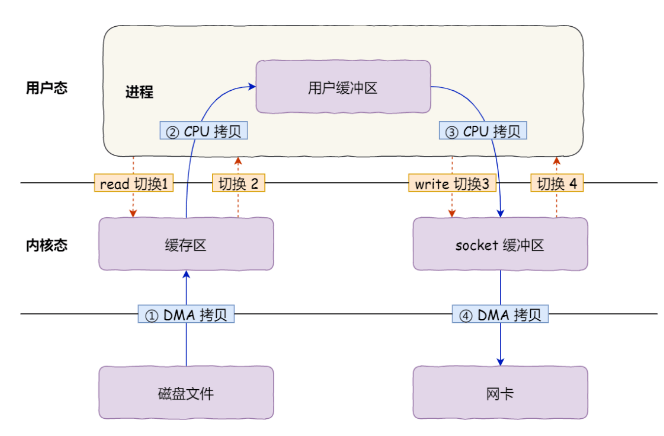 用户态
进程
用户缓冲区
② CPU 拷贝
③ CPU 拷贝
read 切换1
切换 2
write 切换3
切换 4
内核态
缓存区
socket 缓冲区
① DMA 拷贝
④ DMA 拷贝
磁盘文件
网卡